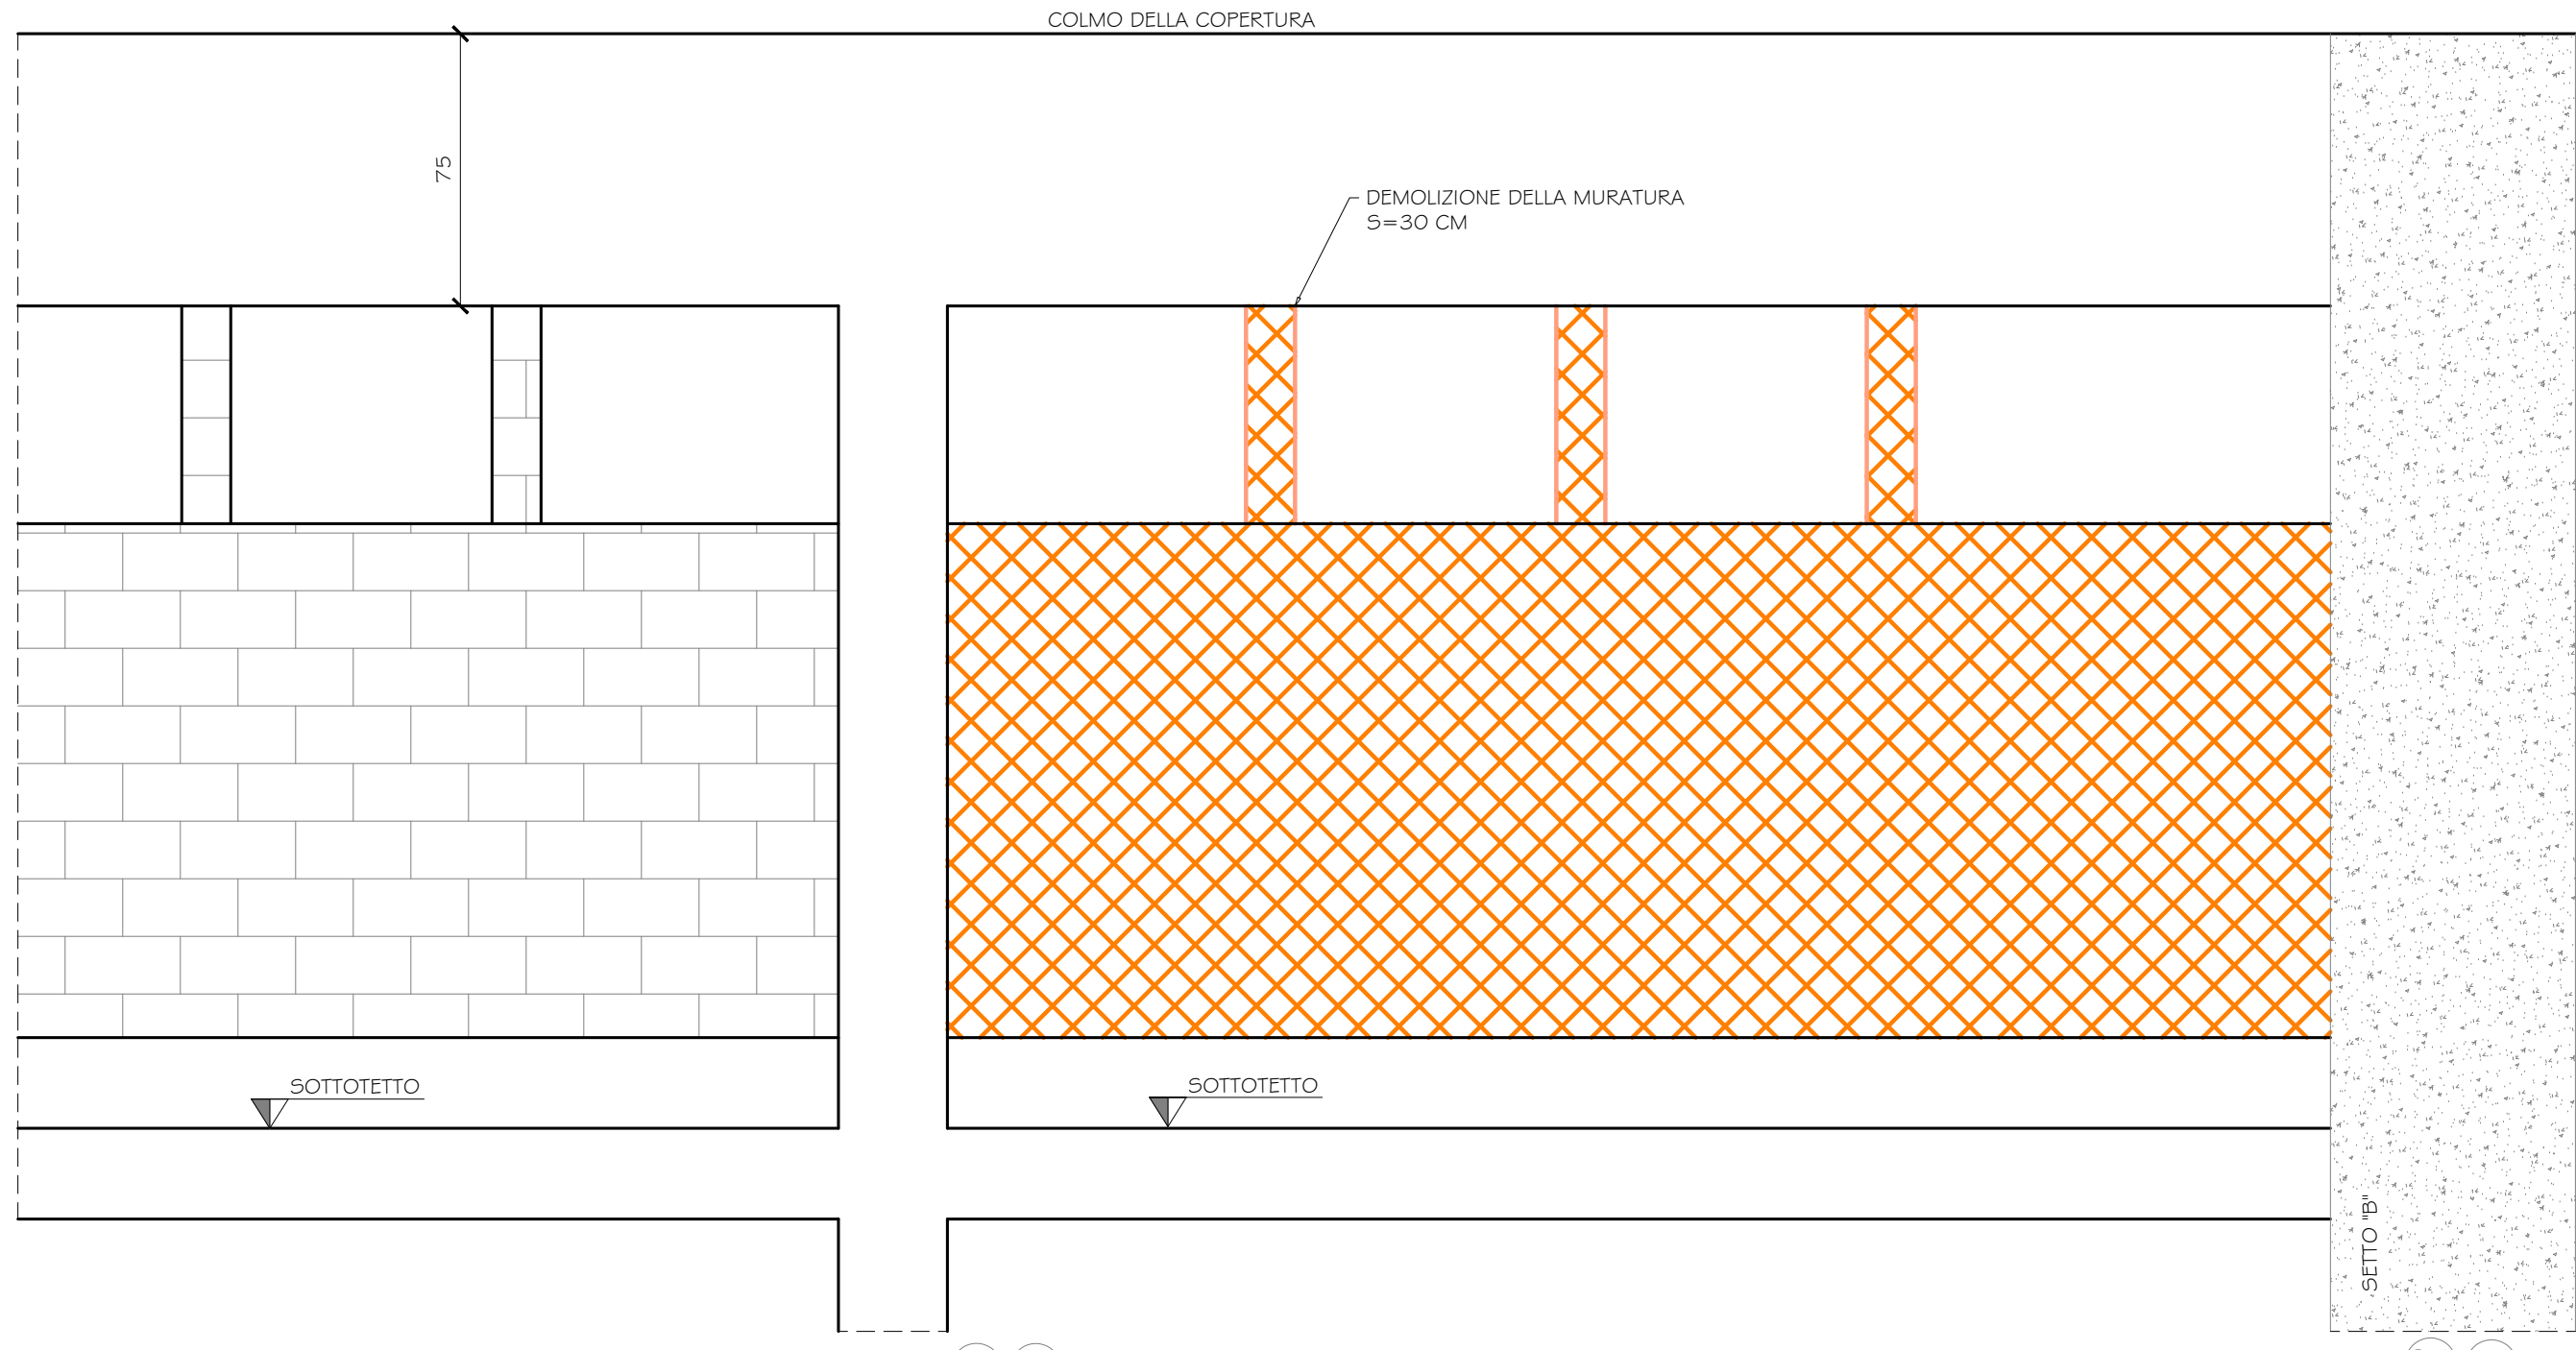 COLMO DELLA COPERTURA
75
DEMOLIZIONE DELLA MURATURA
S=30 CM
SOTTOTETTO
SOTTOTETTO
SETTO "B"